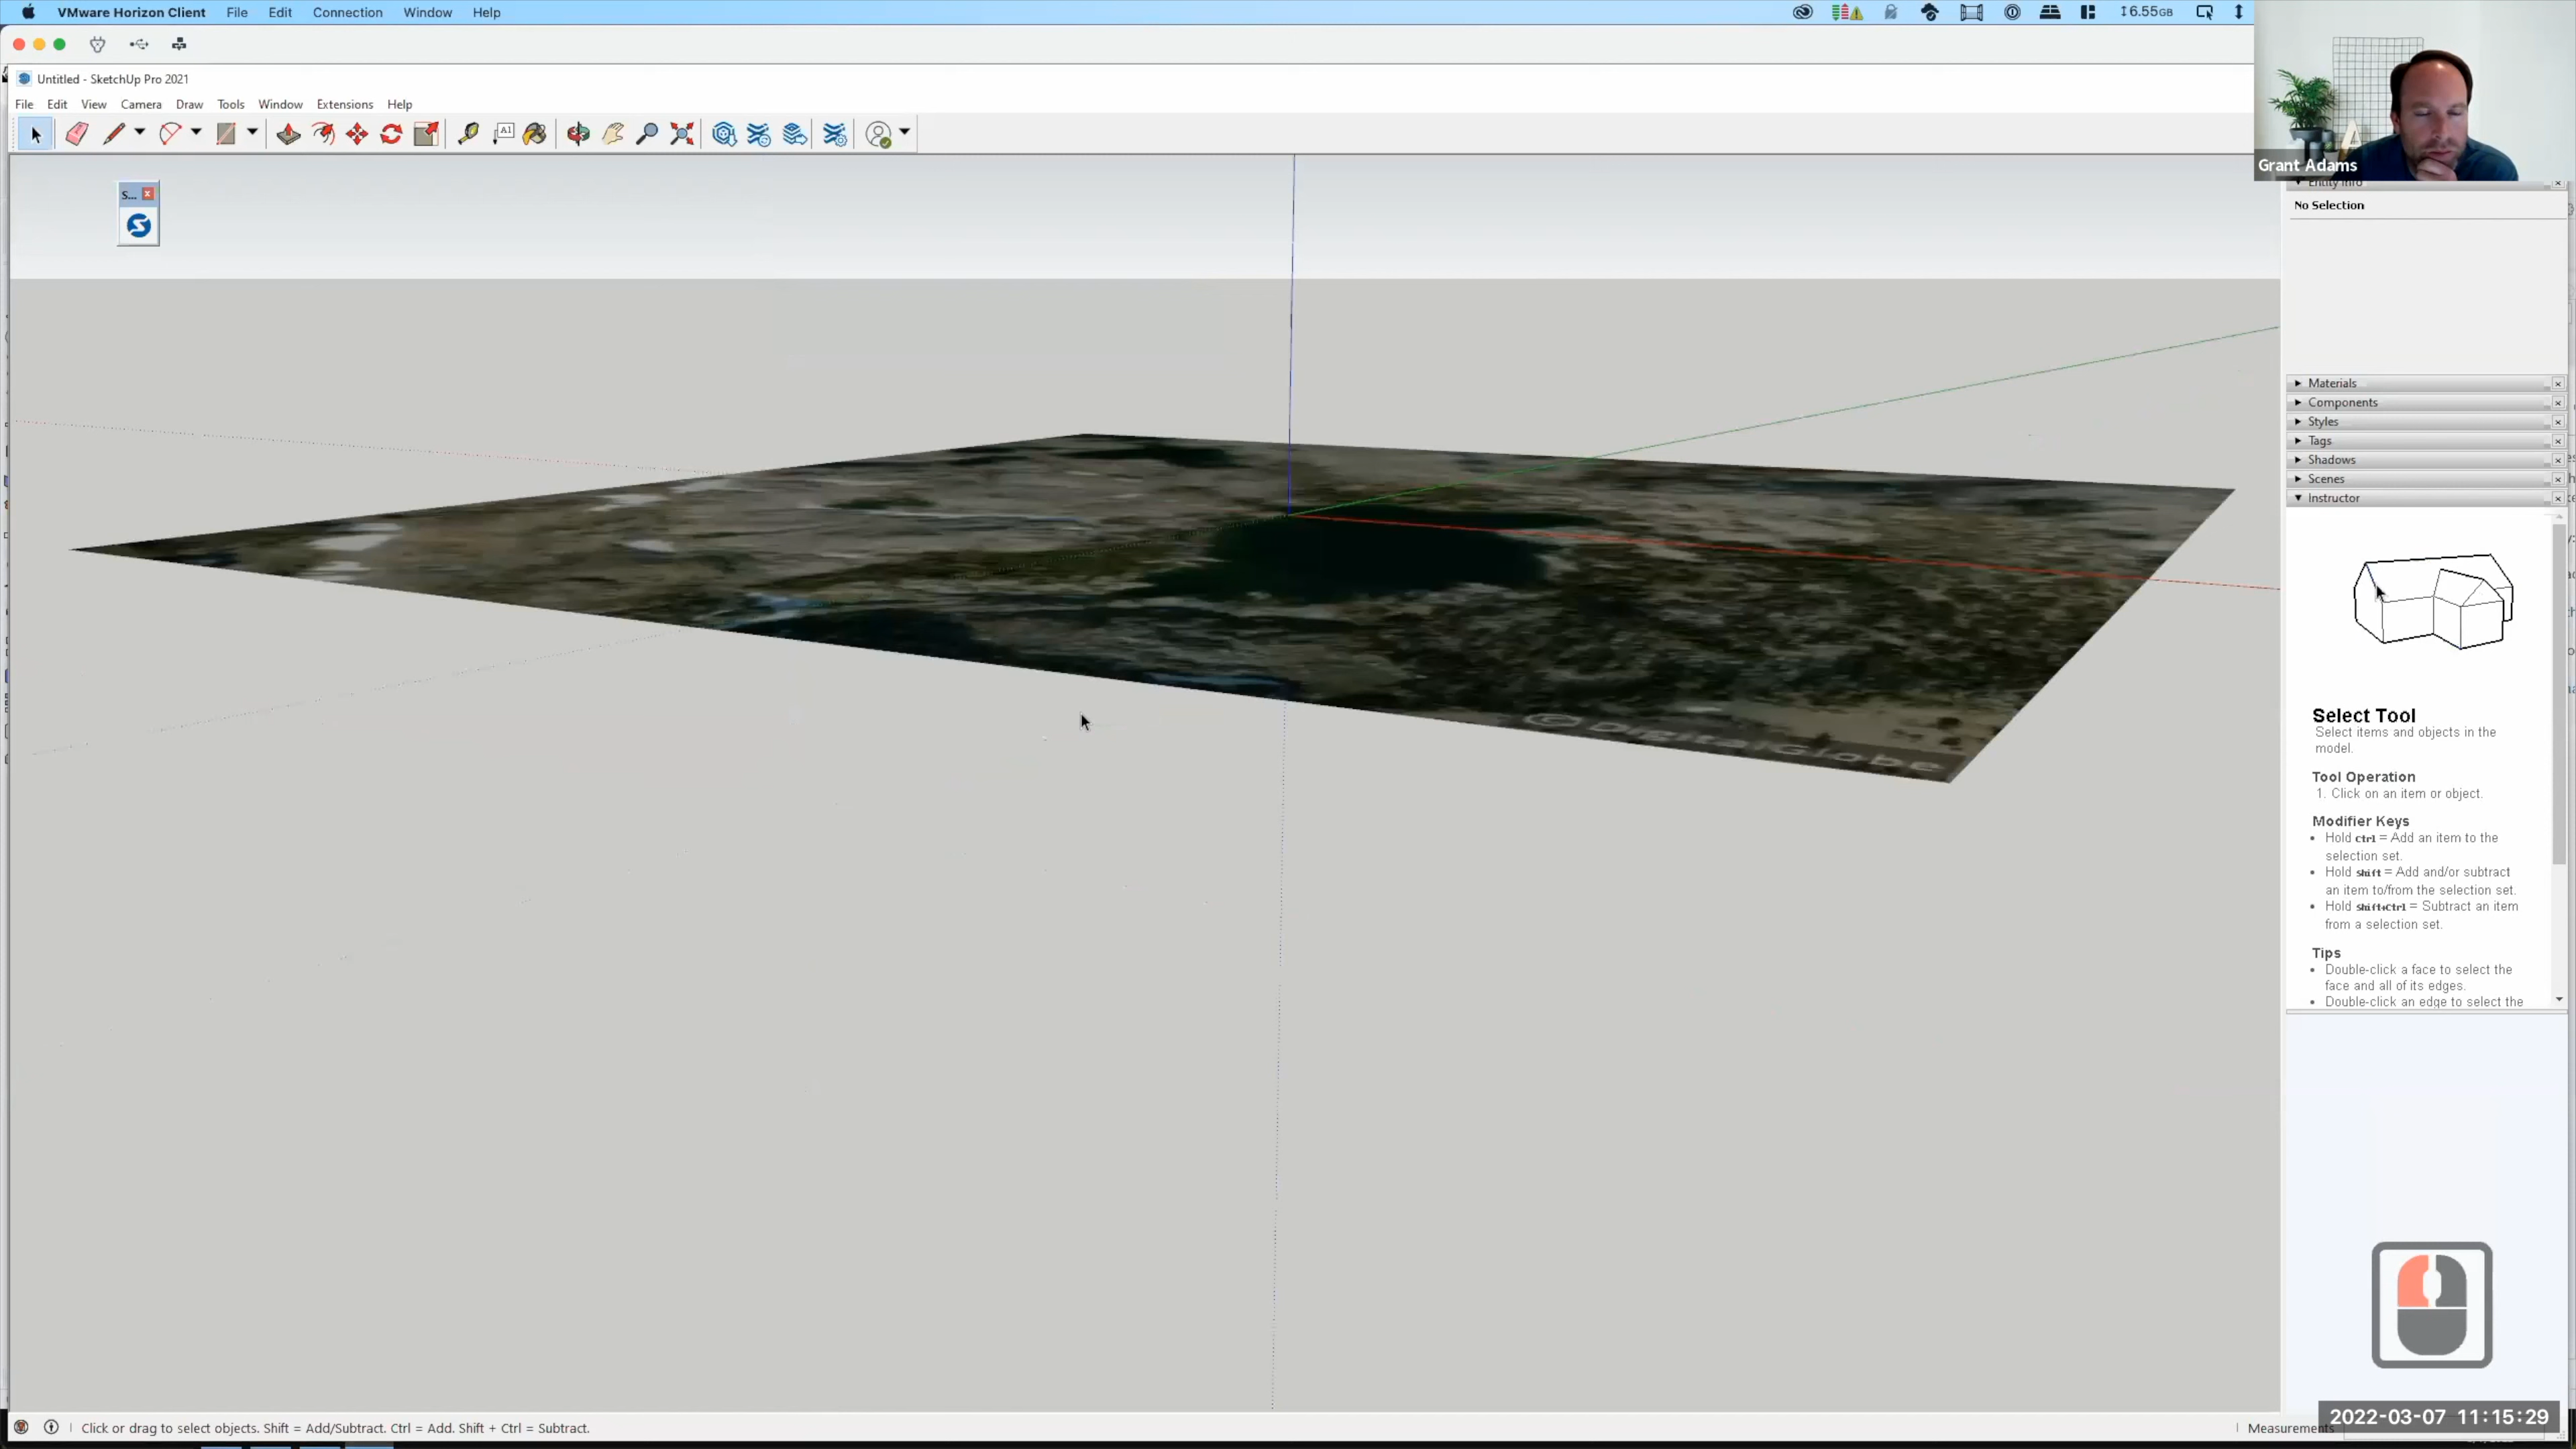 VMware Horizon Client File Edit Connection Window Help
6.55GB
Untitled - SketchUp Pro 2021
File Edit View Camera Draw Tools Window Extensions Help
A1
S...
Grant Adams
Entity Info
No Selection
Materials
Components
Styles
Tags
Shadows
Scenes
Instructor
© DigitalGlobe
Select Tool
Select items and objects in the
model.
Tool Operation
1. Click on an item or object.
Modifier Keys
• Hold Ctrl = Add an item to the
selection set.
• Hold Shift = Add and/or subtract
an item to/from the selection set.
• Hold Shift+Ctrl = Subtract an item
from a selection set.
Tips
• Double-click a face to select the
face and all of its edges.
• Double-click an edge to select the
Click or drag to select objects. Shift = Add/Subtract. Ctrl = Add. Shift + Ctrl = Subtract.
Measurements
2022-03-07 11:15:29